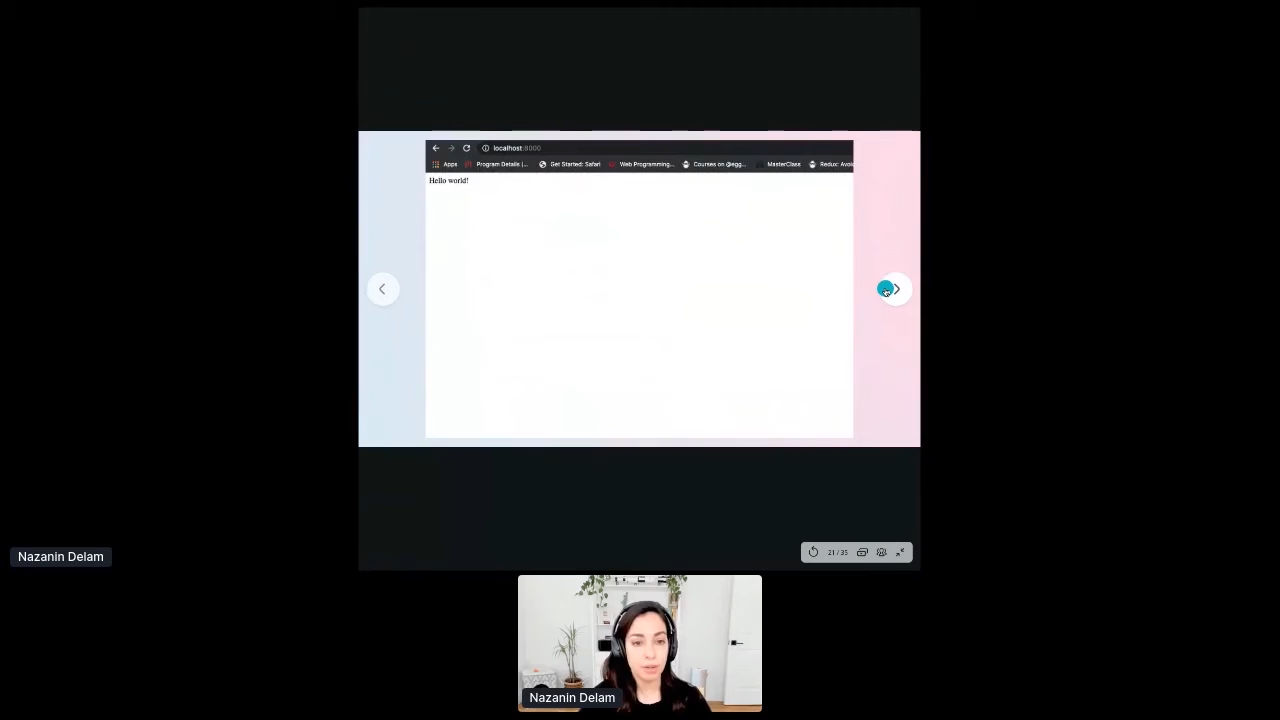 localhost:8000
Apps Program Details |... Get Started: Safari Web Programming... Courses on @egg... MasterClass Redux: Avoid
Hello world!
21 / 35
Nazanin Delam
Nazanin Delam